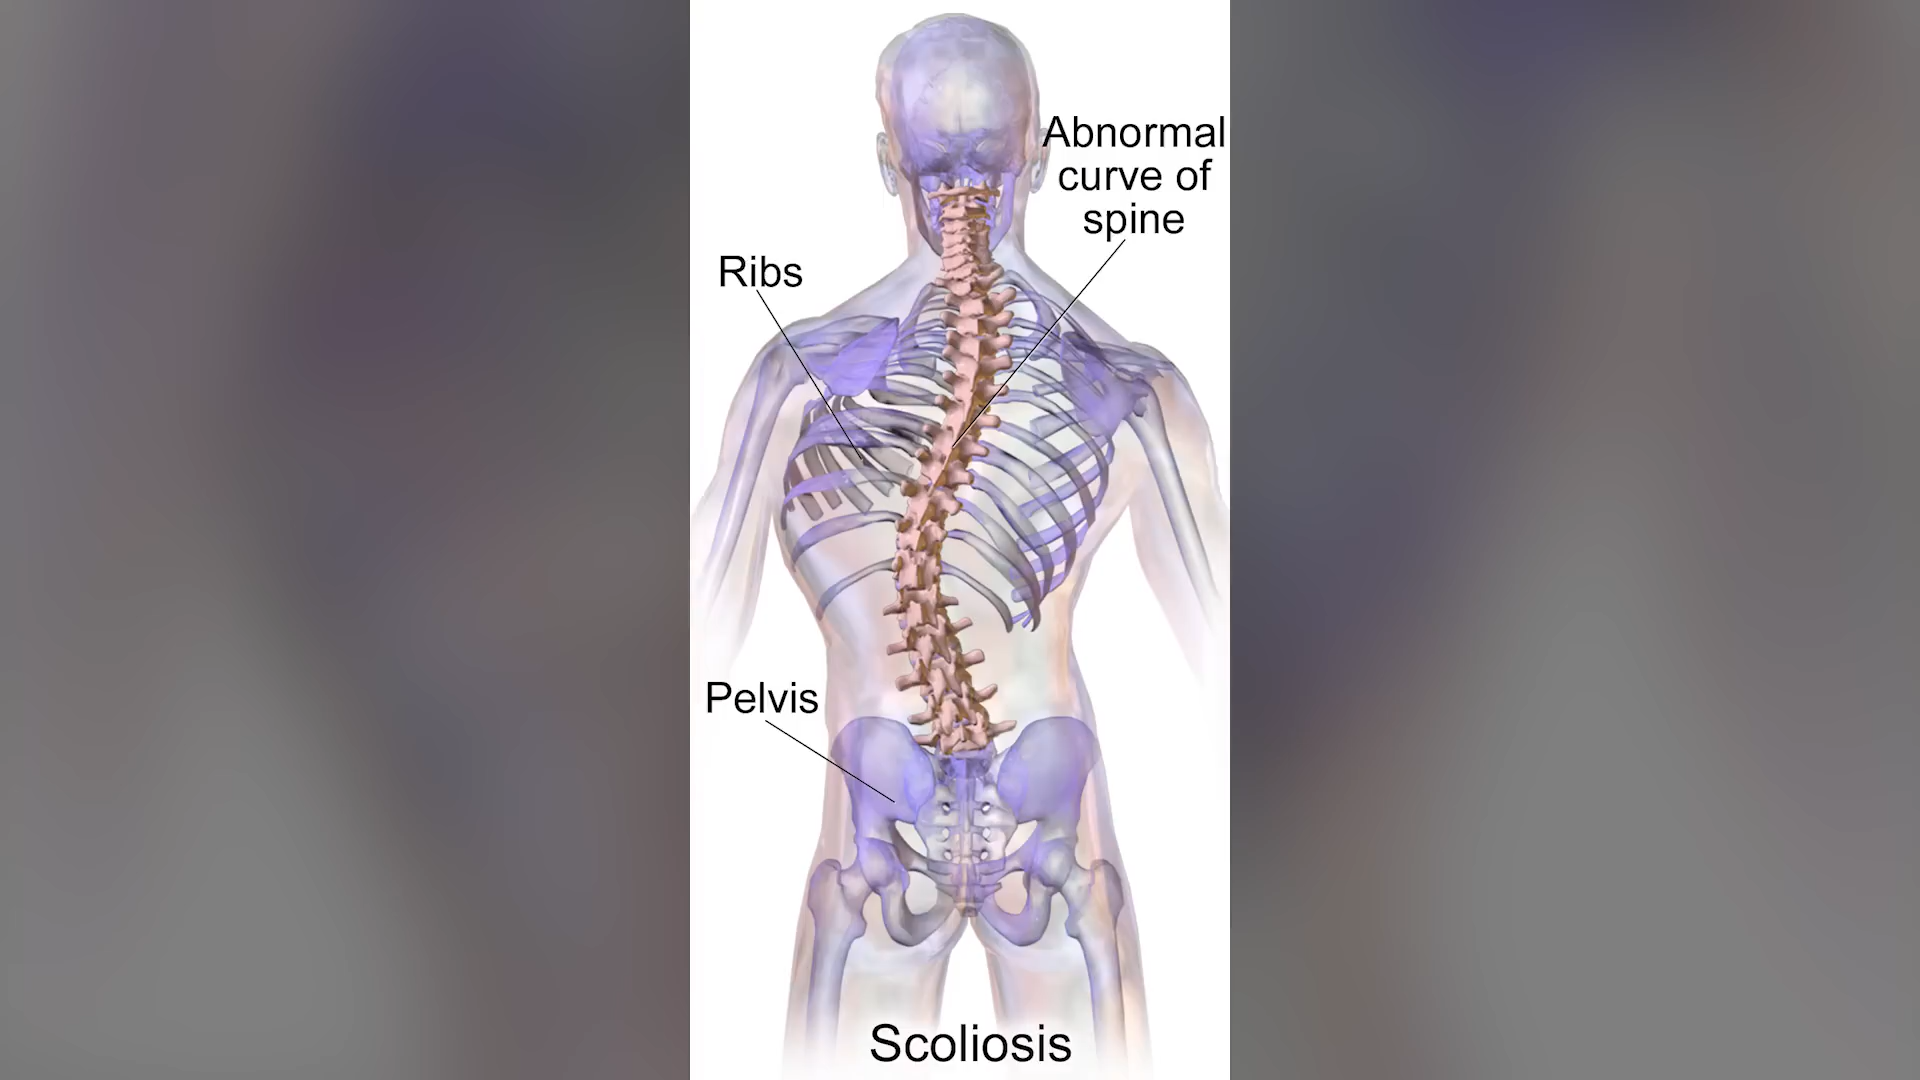 Abnormal
curve of
spine
Ribs
Pelvis
Scoliosis